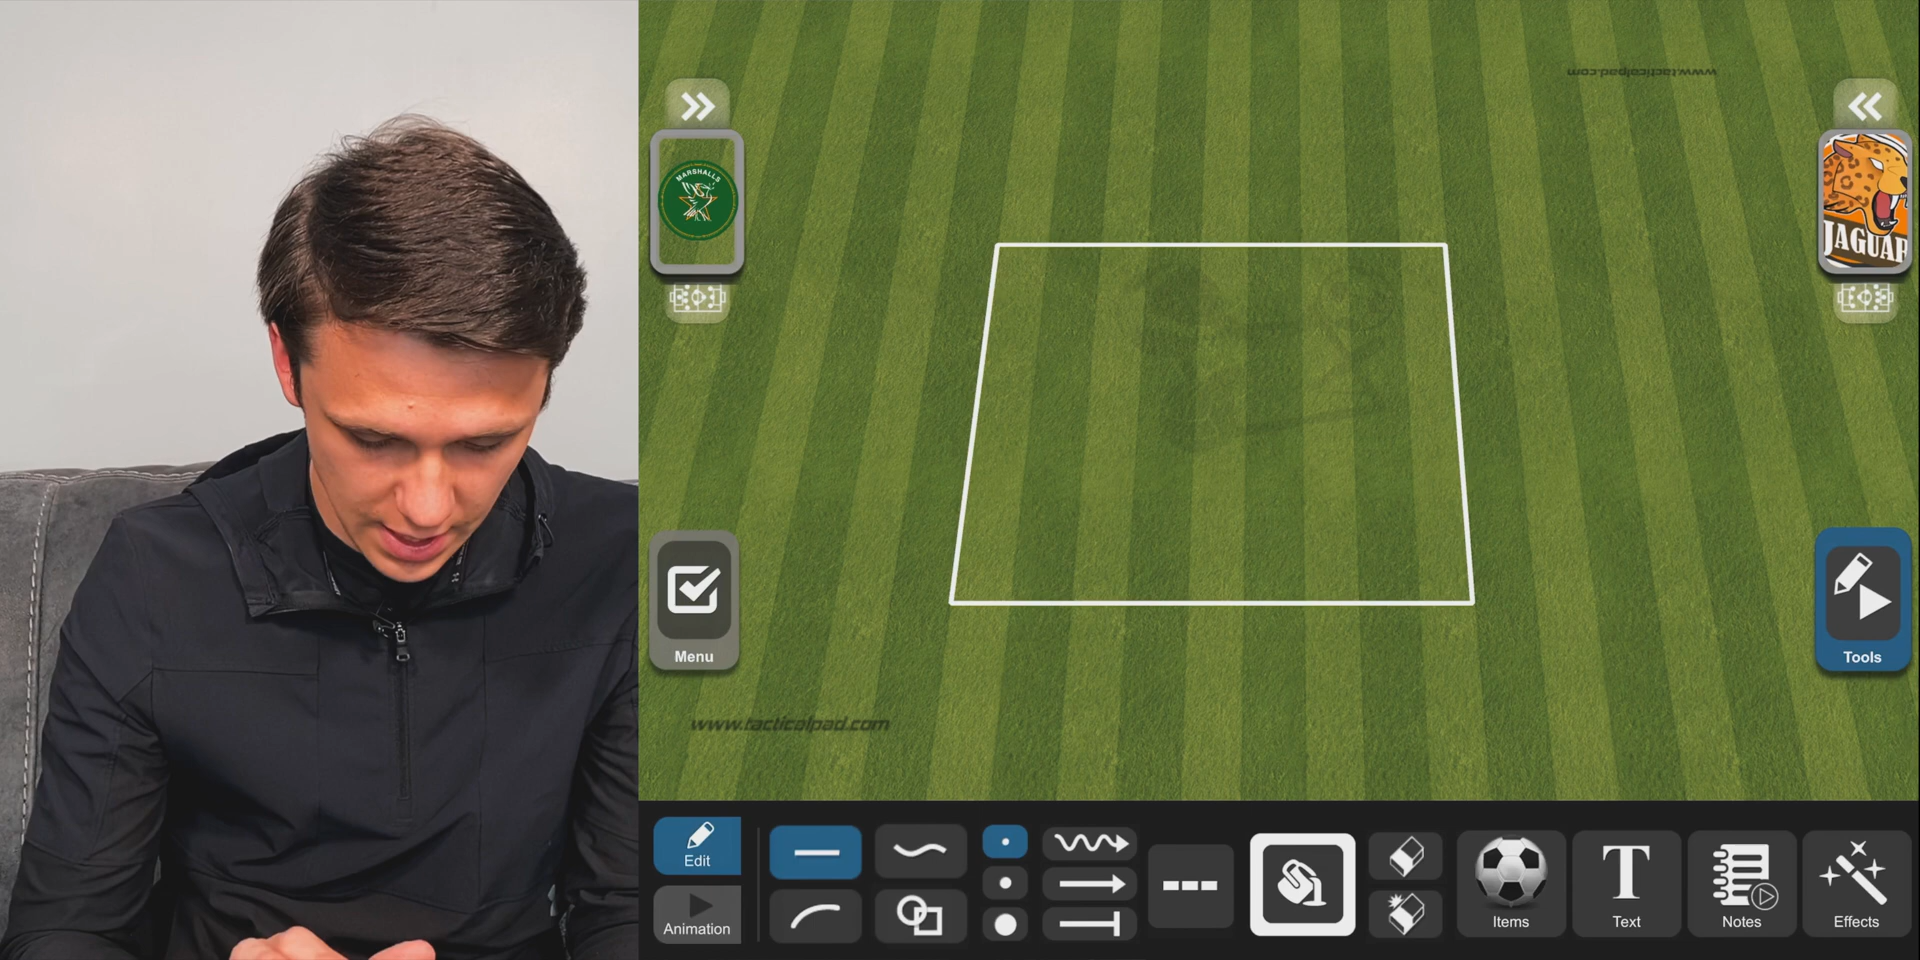 www.tacticalpad.com
MARSHALLS
JAGUAR
Menu
Tools
www.tacticalpad.com
Edit
Animation
Items
Text
Notes
Effects